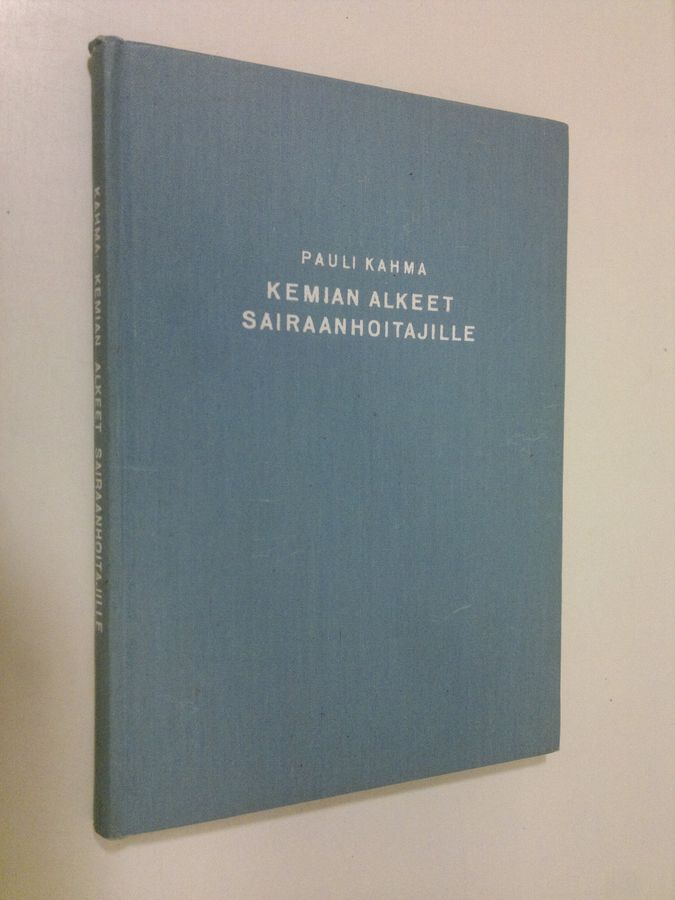 PAULI KAHMA
KEMIAN ALKEET
SAIRAANHOITAJILLE
KAHMA: KEMIAN ALKEET SAIRAANHOITAJILLE